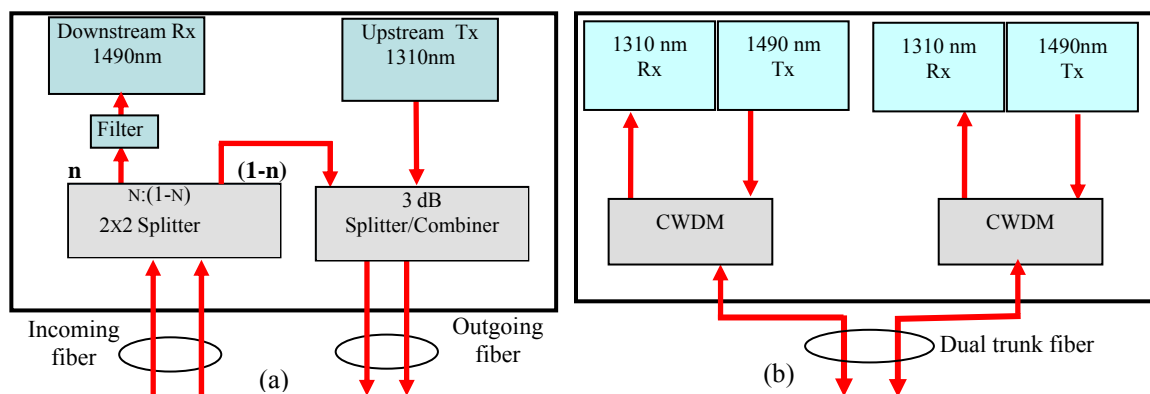 Downstream Rx
1490nm
Upstream Tx
1310nm
Filter
n
(1-n)
N:(1-N)
2X2 Splitter
3 dB
Splitter/Combiner
Incoming
fiber
Outgoing
fiber
(a)
1310 nm
Rx
1490 nm
Tx
1310 nm
Rx
1490nm
Tx
CWDM
CWDM
Dual trunk fiber
(b)